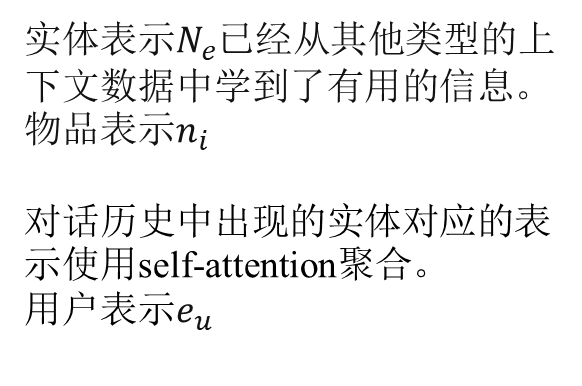 实体表示Nₑ已经从其他类型的上
下文数据中学到了有用的信息。
物品表示nᵢ
对话历史中出现的实体对应的表
示使用self-attention聚合。
用户表示eᵤ